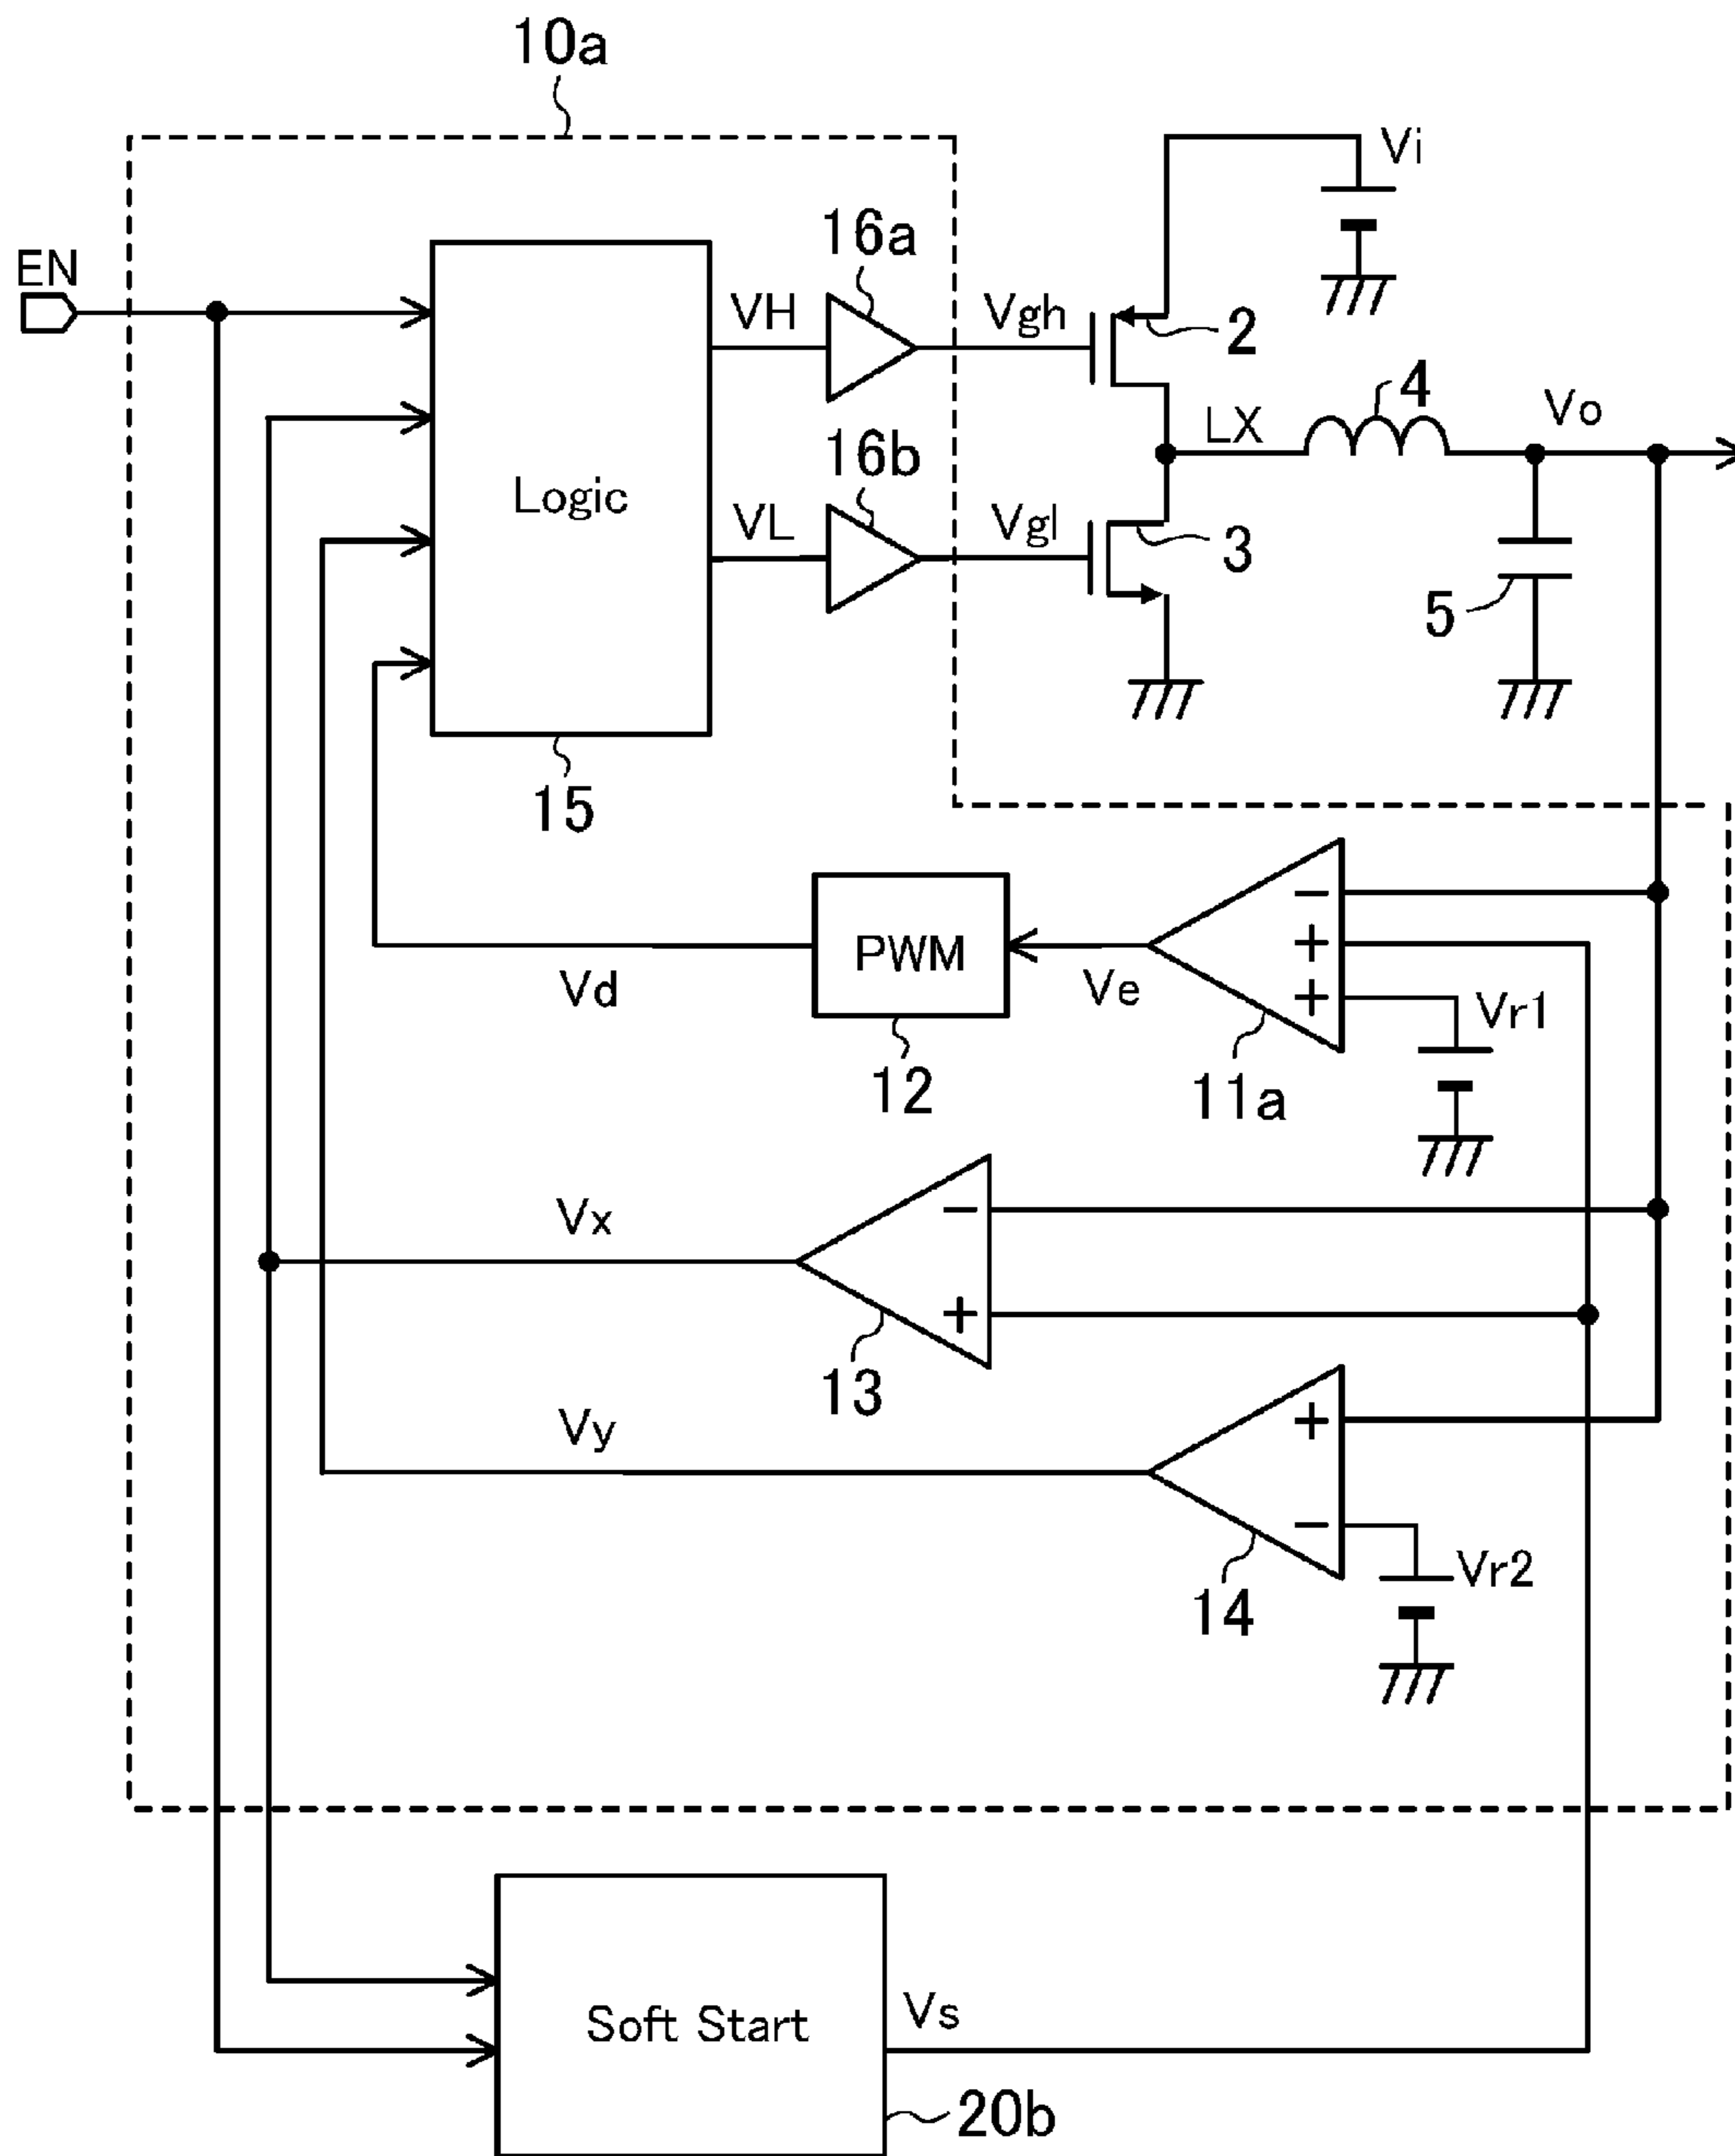 10a
Vi
16a
EN
VH
Vgh
2
4
LX
Vo
16b
Logic
VL
Vgl
3
5
15
PWM
−
+
+
Vd
Ve
Vr1
12
11a
Vx
−
+
13
Vy
+
−
Vr2
14
Soft Start
Vs
20b